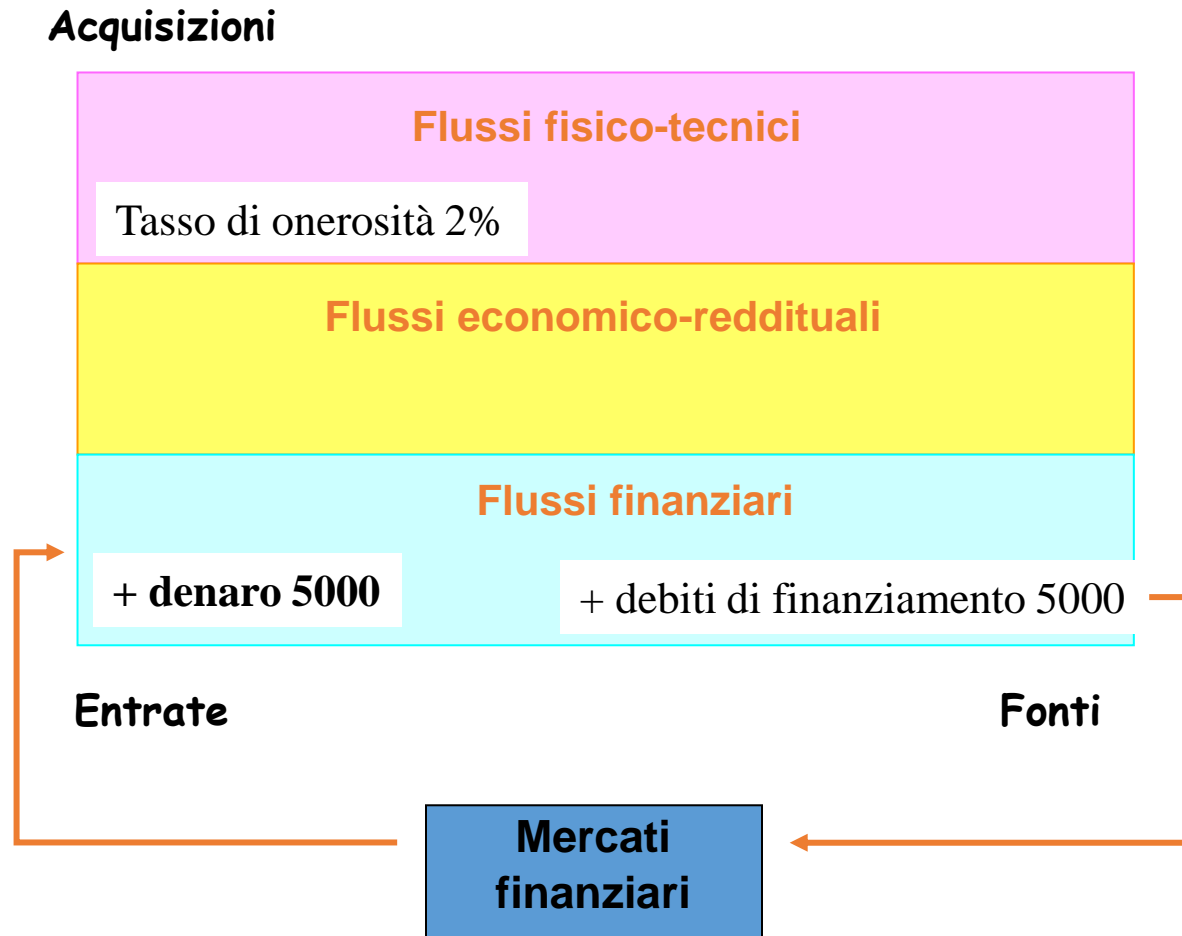 Acquisizioni
Flussi fisico-tecnici
Tasso di onerosità 2%
Flussi economico-reddituali
Flussi finanziari
+ denaro 5000
+ debiti di finanziamento 5000
Entrate
Fonti
Mercati
finanziari